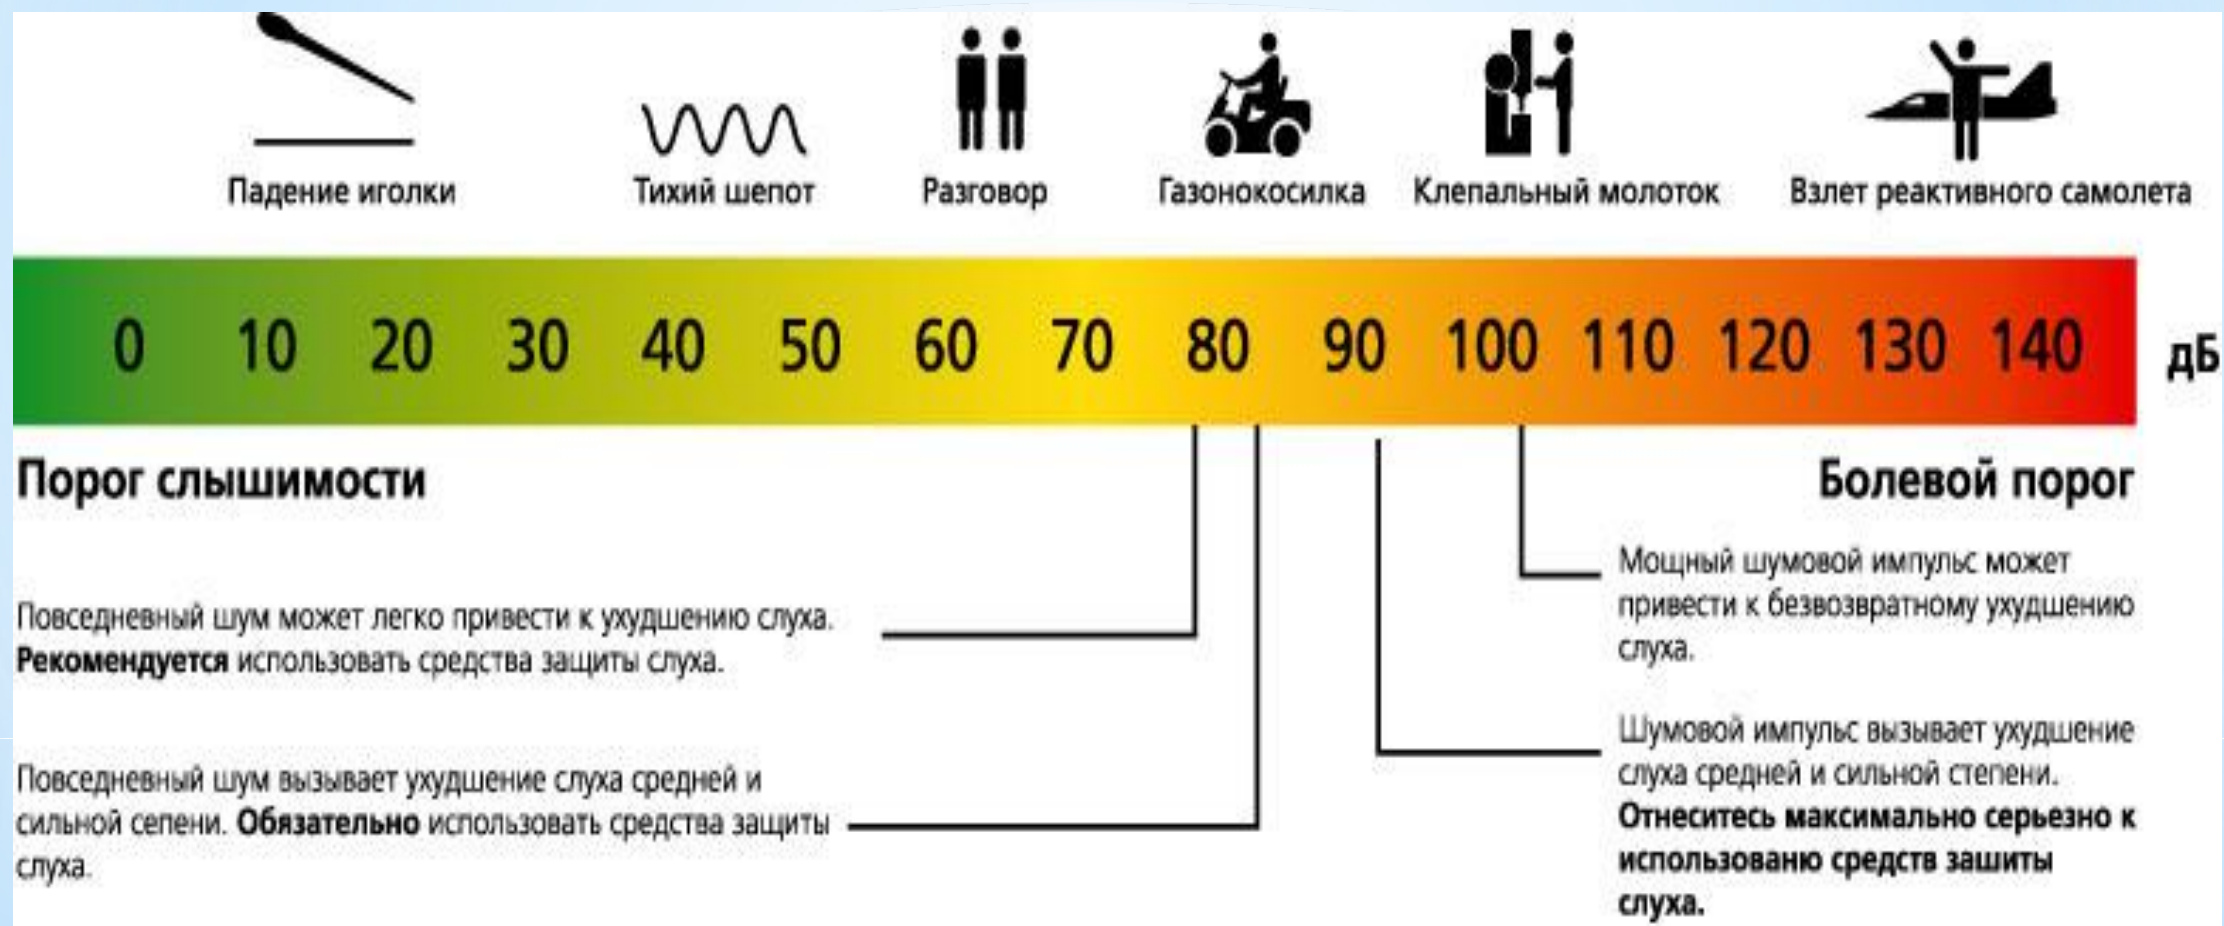 Падение иголки
Тихий шепот
Разговор
Газонокосилка
Клепальный молоток
Взлет реактивного самолета
0 10 20 30 40 50 60 70 80 90 100 110 120 130 140 дБ
Порог слышимости
Болевой порог
Повседневный шум может легко привести к ухудшению слуха.
Рекомендуется использовать средства защиты слуха.
Повседневный шум вызывает ухудшение слуха средней и
сильной сепени. Обязательно использовать средства защиты
слуха.
Мощный шумовой импульс может
привести к безвозвратному ухудшению
слуха.
Шумовой импульс вызывает ухудшение
слуха средней и сильной степени.
Отнеситесь максимально серьезно к
использованю средств зашиты
слуха.